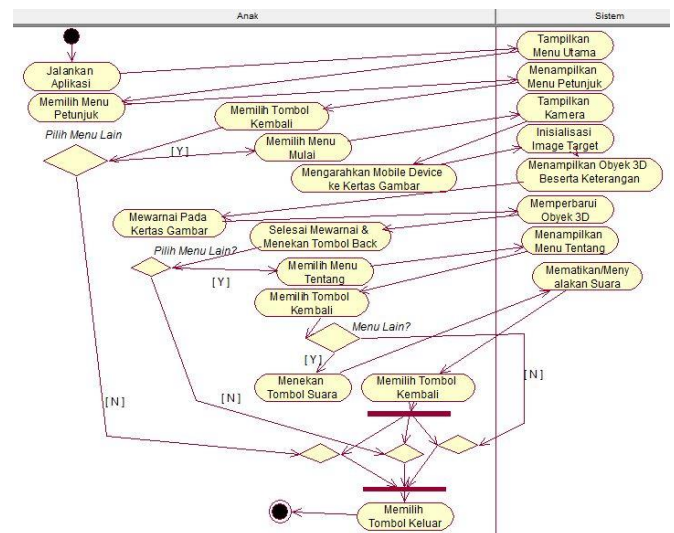 Anak
Sistem
Tampilkan
Menu Utama
Jalankan
Aplikasi
Menampilkan
Menu Petunjuk
Memilih Menu
Petunjuk
Memilih Tombol
Kembali
Tampilkan
Kamera
Pilih Menu Lain
[ Y ]
Memilih Menu
Mulai
Inisialisasi
Image Target
Mengarahkan Mobile Device
ke Kertas Gambar
Menampilkan Obyek 3D
Beserta Keterangan
Mewarnai Pada
Kertas Gambar
Memperbarui
Obyek 3D
Selesai Mewarnai &
Menekan Tombol Back
Menampilkan
Menu Tentang
Pilih Menu Lain?
[ Y ]
Memilih Menu
Tentang
Mematikan/Meny
alakan Suara
Memilih Tombol
Kembali
Menu Lain?
[ Y ]
Menekan
Tombol Suara
Memilih Tombol
Kembali
[ N ]
[ N ]
[ N ]
Memilih
Tombol Keluar